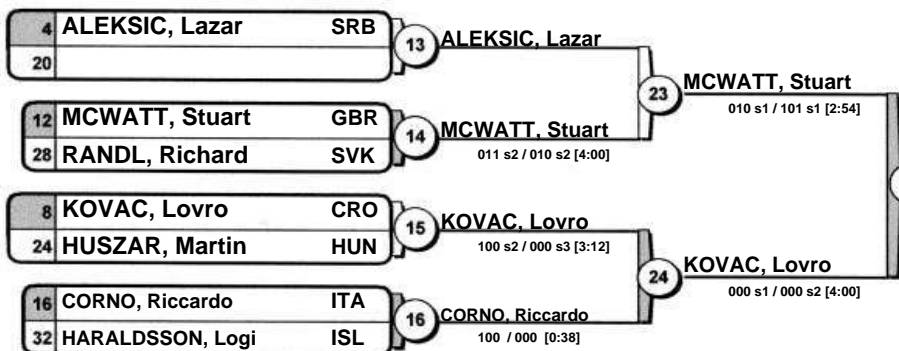 4 ALEKSIC, Lazar SRB
20
13 ALEKSIC, Lazar
12 MCWATT, Stuart GBR
28 RANDL, Richard SVK
14 MCWATT, Stuart
011 s2 / 010 s2 [4:00]
23 MCWATT, Stuart
010 s1 / 101 s1 [2:54]
8 KOVAC, Lovro CRO
24 HUSZAR, Martin HUN
15 KOVAC, Lovro
100 s2 / 000 s3 [3:12]
16 CORNO, Riccardo ITA
32 HARALDSSON, Logi ISL
16 CORNO, Riccardo
100 / 000 [0:38]
24 KOVAC, Lovro
000 s1 / 000 s2 [4:00]